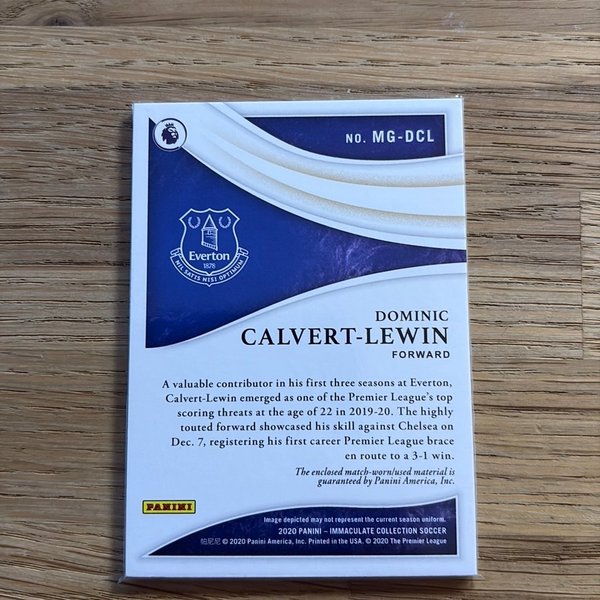 NO. MG-DCL
Everton
1878
NIL SATIS NISI OPTIMUM
DOMINIC
CALVERT-LEWIN
FORWARD
A valuable contributor in his first three seasons at Everton,
Calvert-Lewin emerged as one of the Premier League's top
scoring threats at the age of 22 in 2019-20. The highly
touted forward showcased his skill against Chelsea on
Dec. 7, registering his first career Premier League brace
en route to a 3-1 win.
The enclosed match-worn/used material is
guaranteed by Panini America, Inc.
PANINI
Image depicted may not represent the current season uniform.
2020 PANINI – IMMACULATE COLLECTION SOCCER
帕尼尼 © 2020 Panini America, Inc. Printed in the USA. © 2020 The Premier League